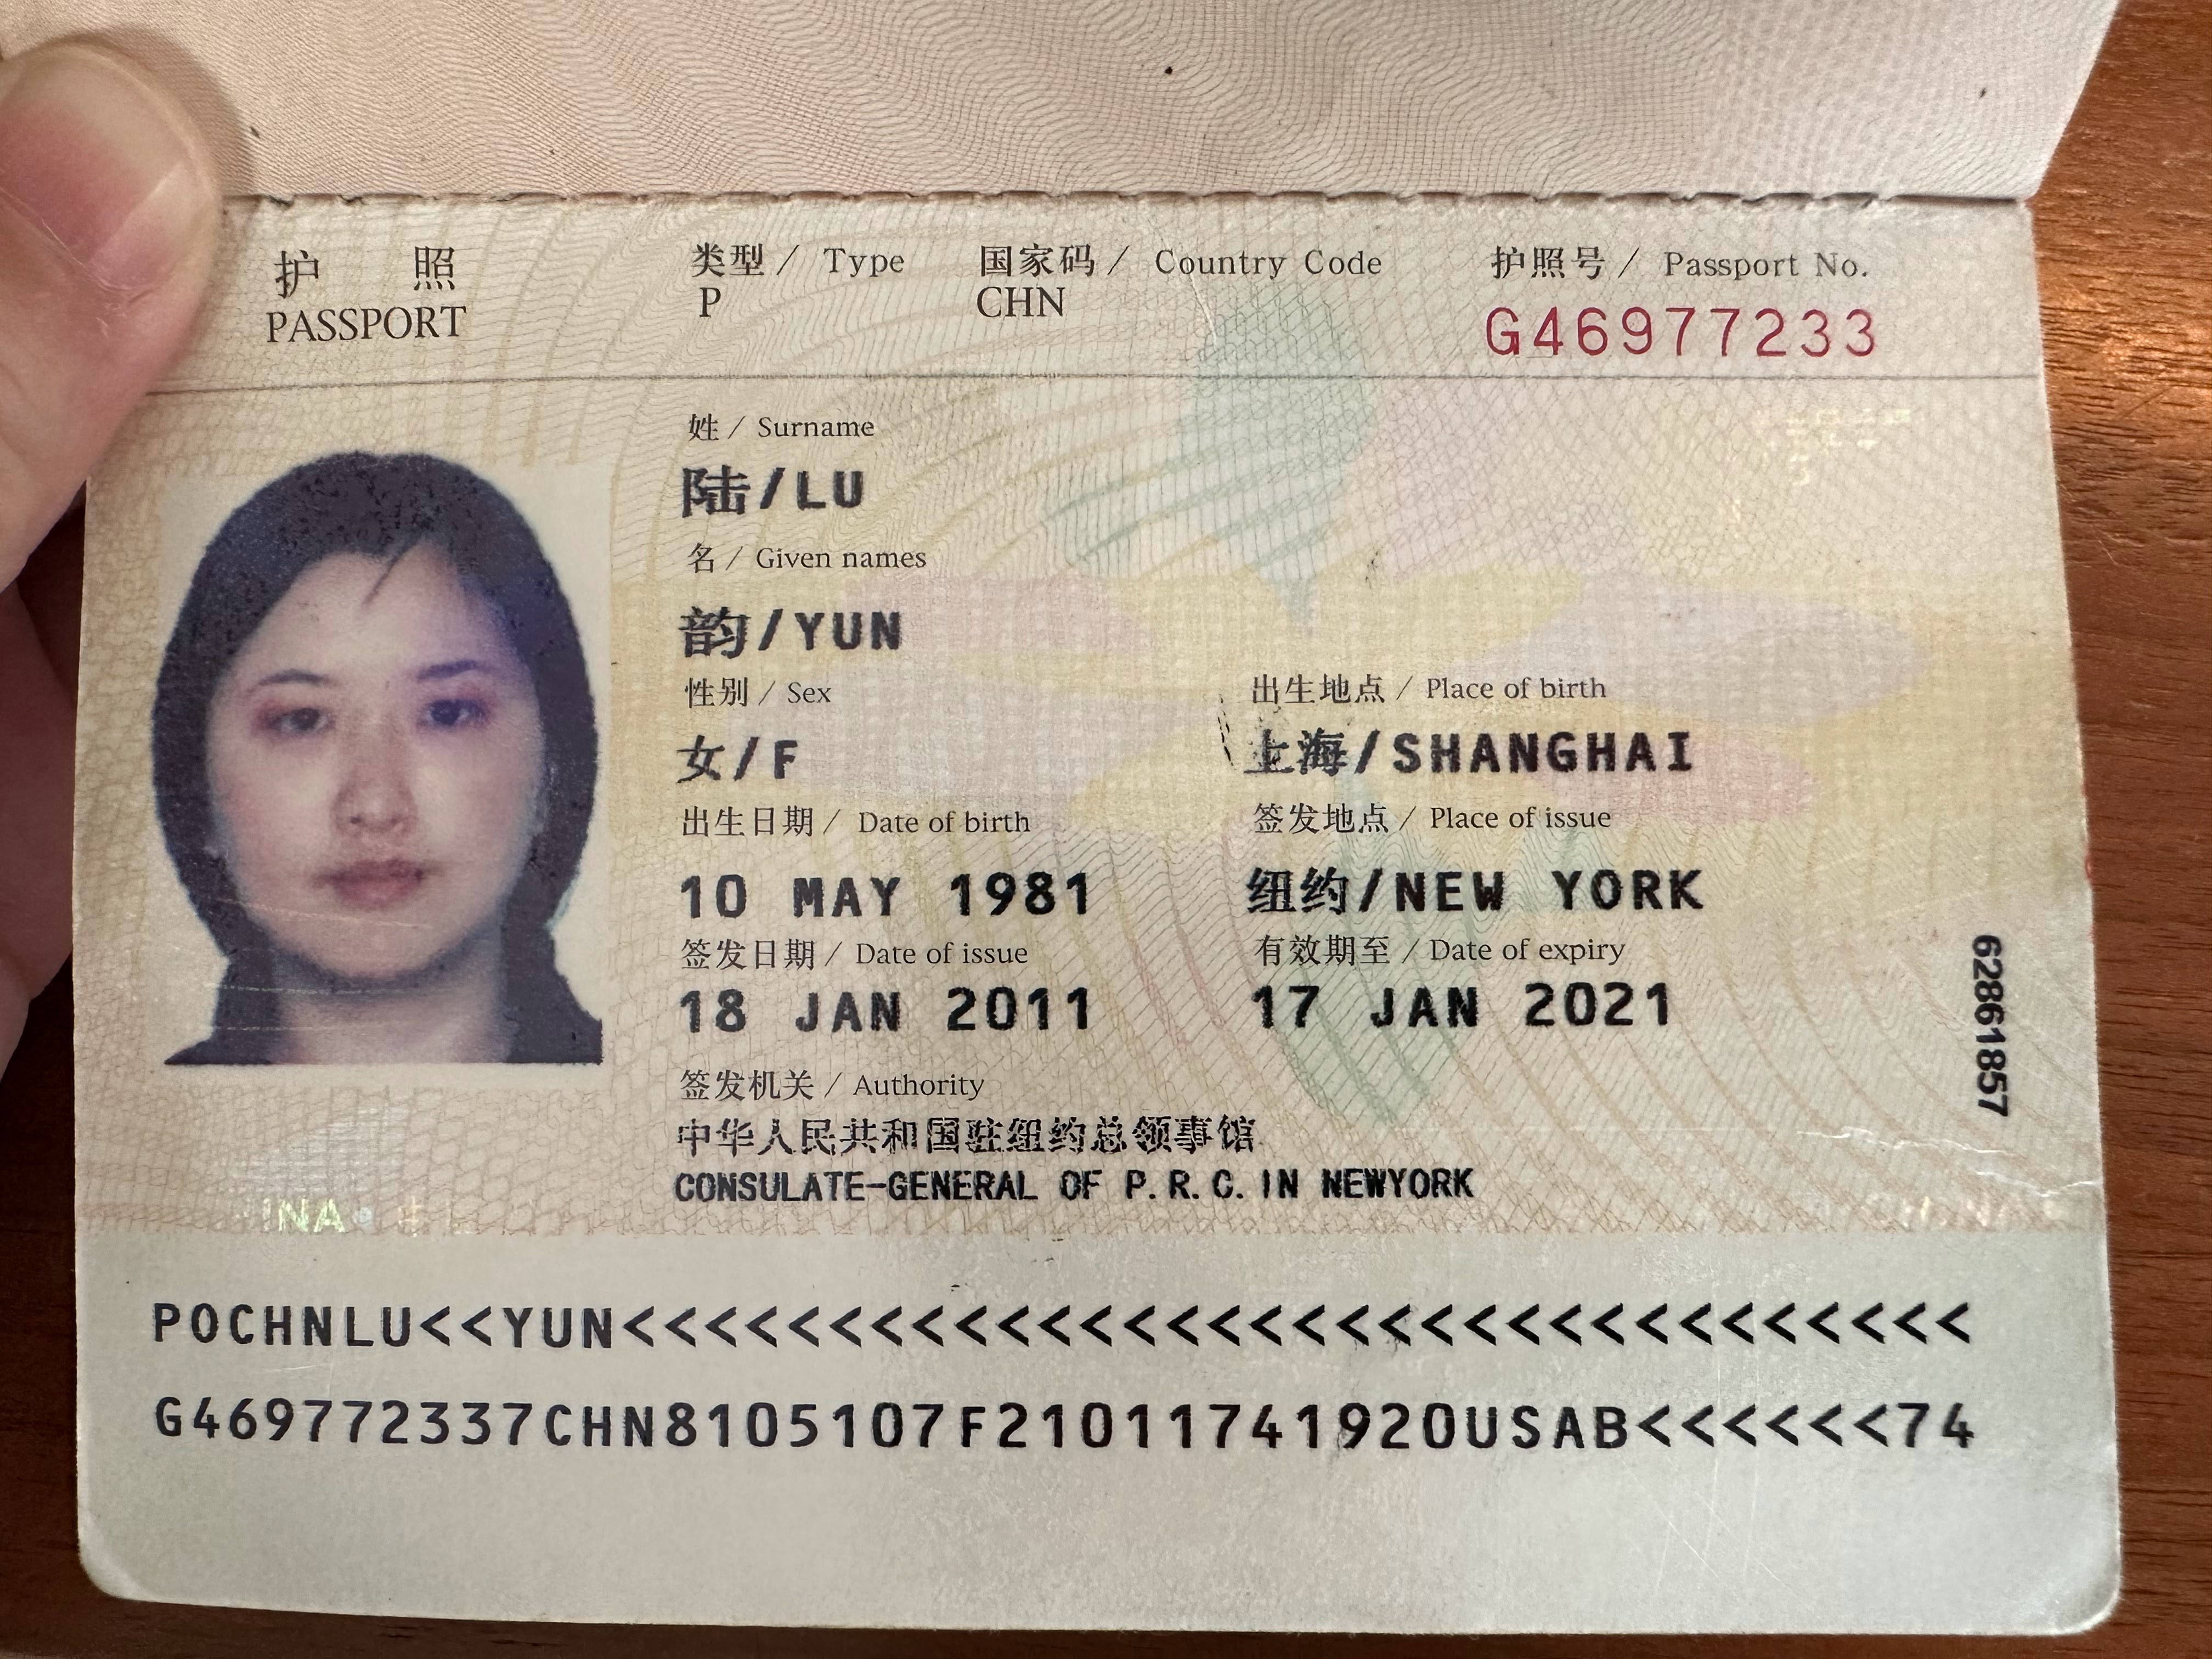 护照 类型 / Type 国家码 / Country Code 护照号 / Passport No.
PASSPORT P CHN G46977233
姓 / Surname
陆/LU
名 / Given names
韵/YUN
性别 / Sex 出生地点 / Place of birth
女/F 上海/SHANGHAI
出生日期 / Date of birth 签发地点 / Place of issue
10 MAY 1981 纽约/NEW YORK
签发日期 / Date of issue 有效期至 / Date of expiry
18 JAN 2011 17 JAN 2021
628861857
签发机关 / Authority
中华人民共和国驻纽约总领事馆
CONSULATE-GENERAL OF P.R.C. IN NEWYORK
POCHNLU<<YUN<<<<<<<<<<<<<<<<<<<<<<<<<<<<<<<<
G469772337CHN8105107F21011741920USAB<<<<<<74